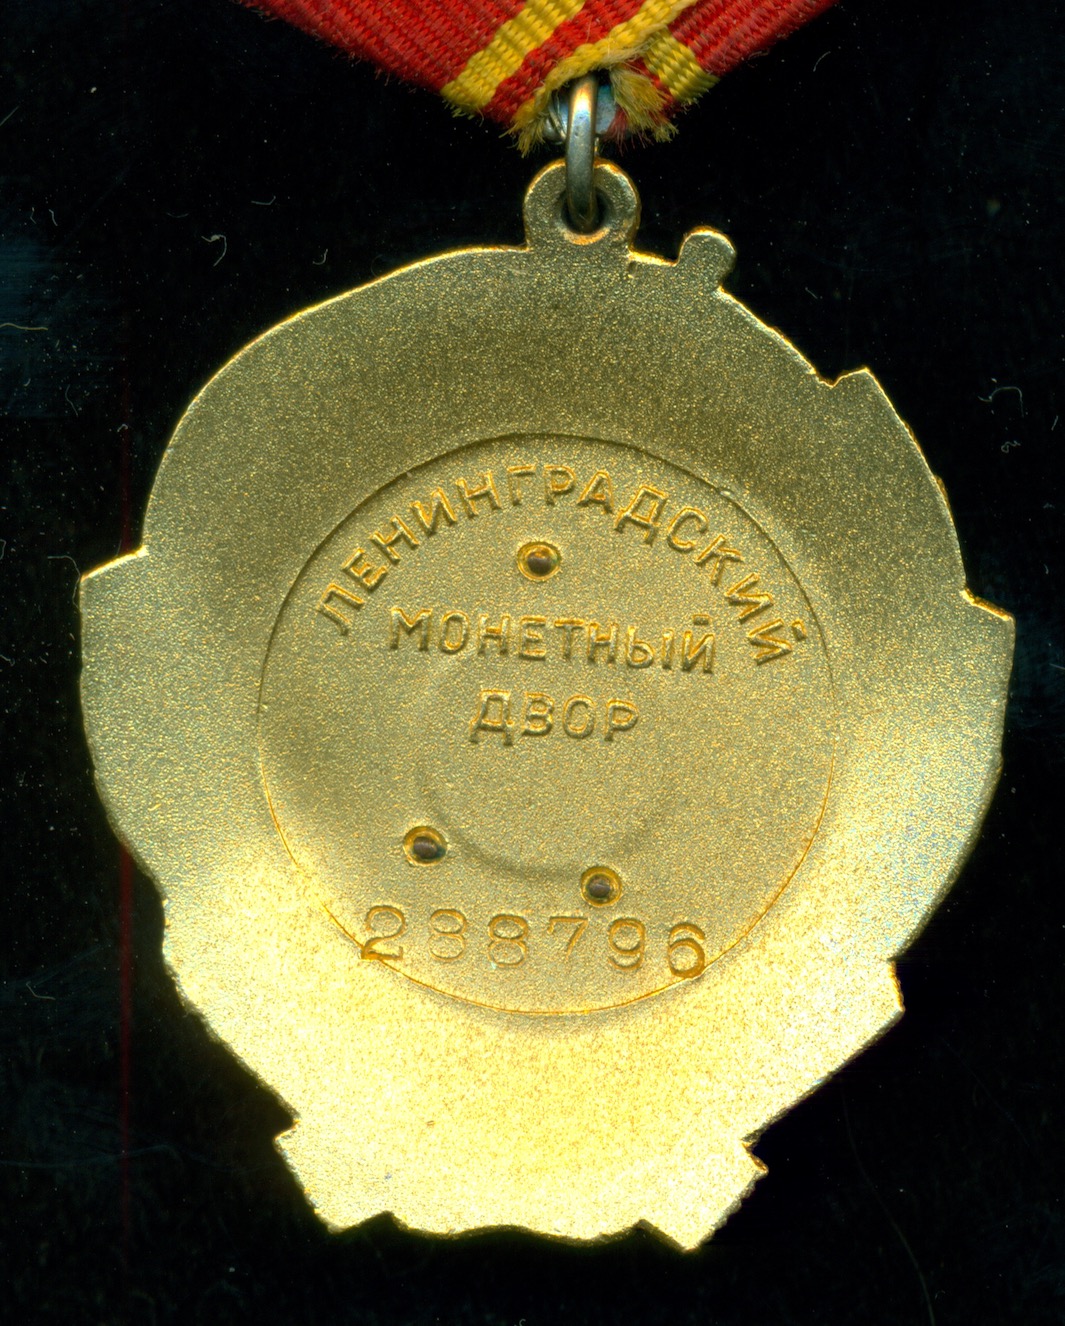 ЛЕНИНГРАДСКИЙ
МОНЕТНЫЙ
ДВОР
288796